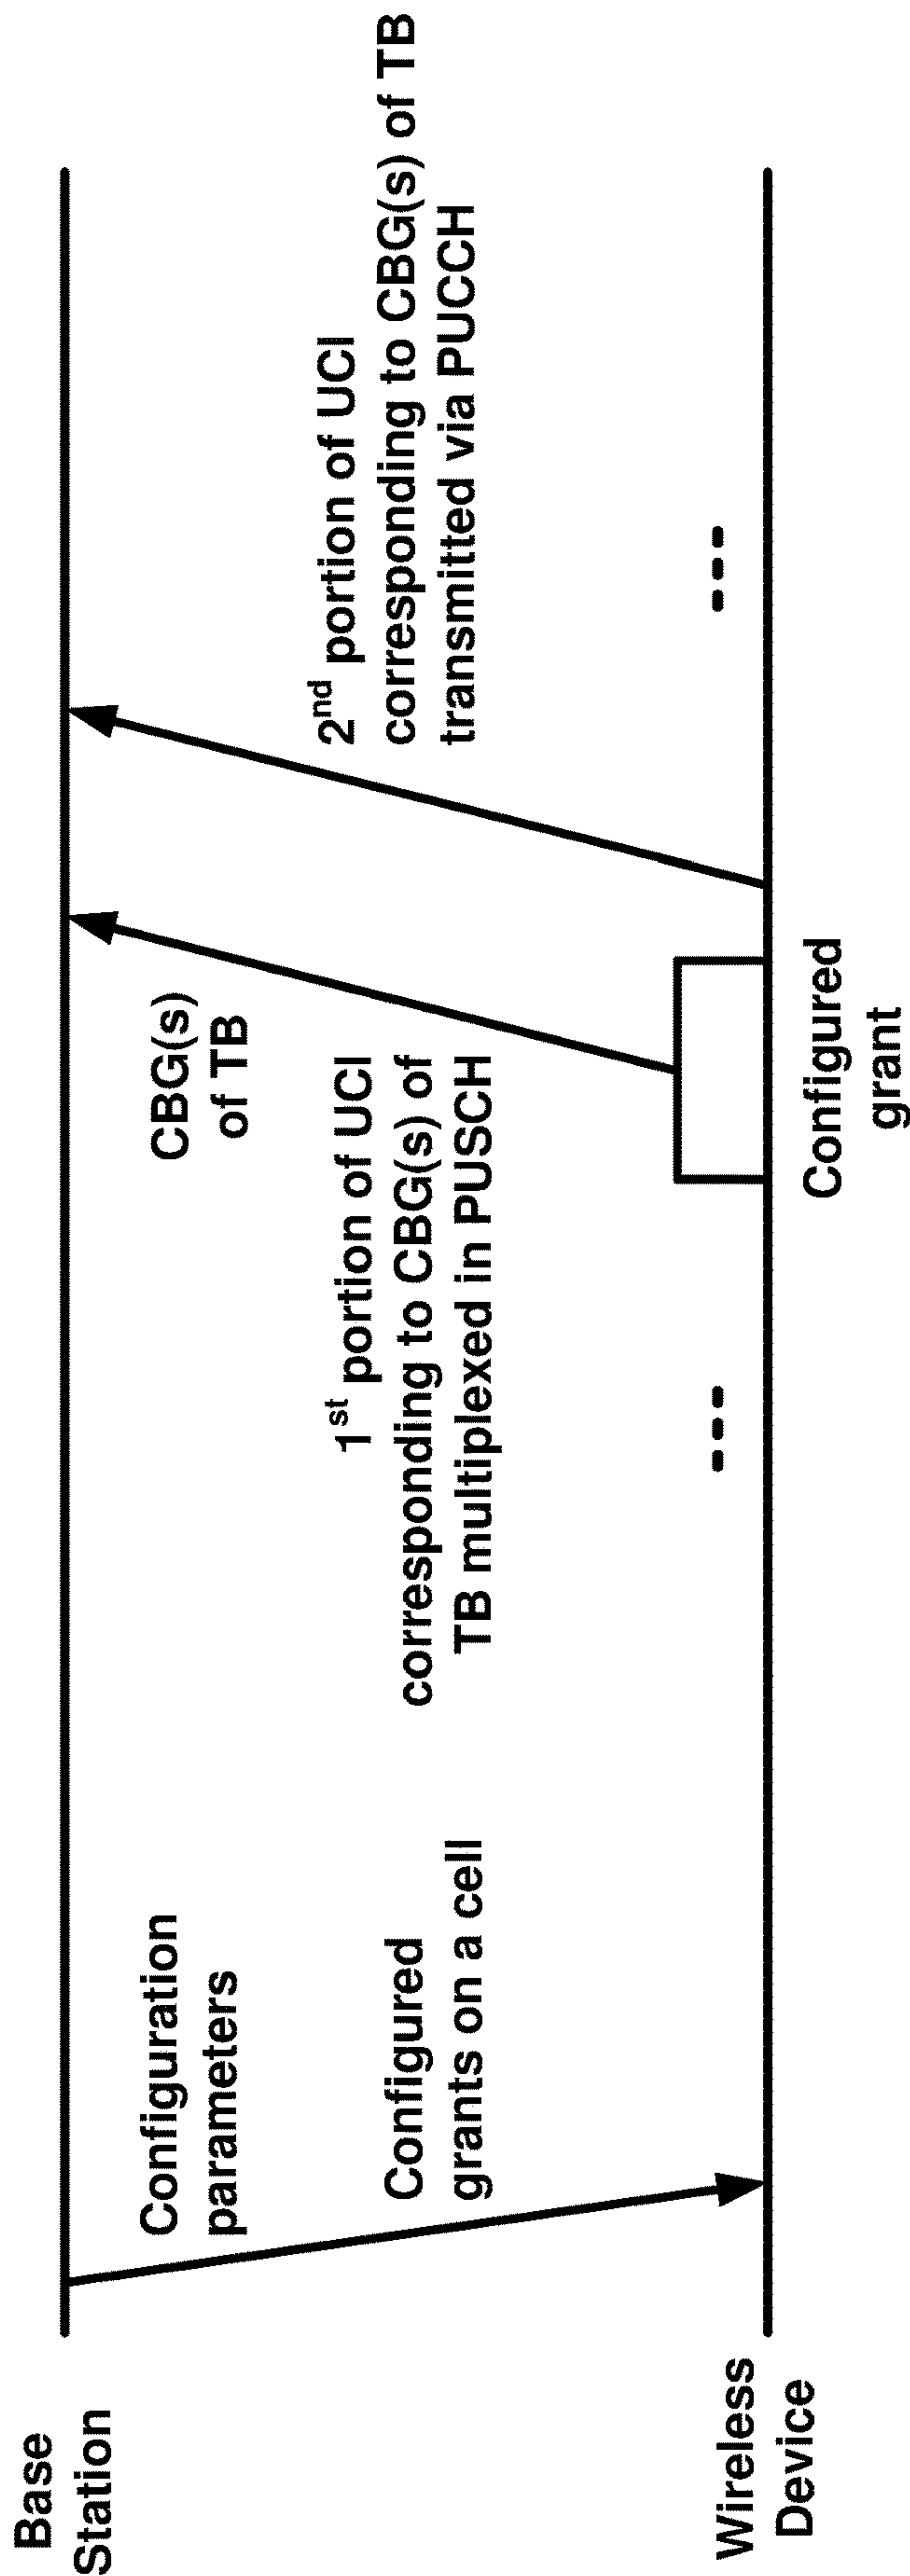 Base
Station
Wireless
Device
Configuration
parameters
Configured
grants on a cell
CBG(s)
of TB
1st portion of UCI
corresponding to CBG(s) of
TB multiplexed in PUSCH
Configured
grant
2nd portion of UCI
corresponding to CBG(s) of TB
transmitted via PUCCH